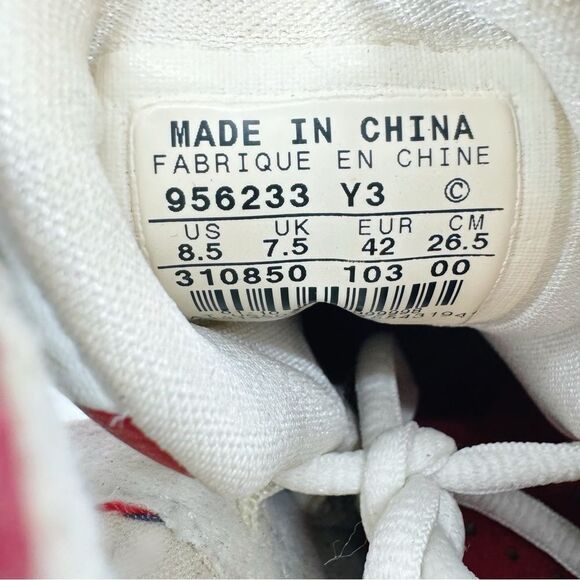 MADE IN CHINA
FABRIQUE EN CHINE
956233 Y3 ©
US UK EUR CM
8.5 7.5 42 26.5
310850 103 00